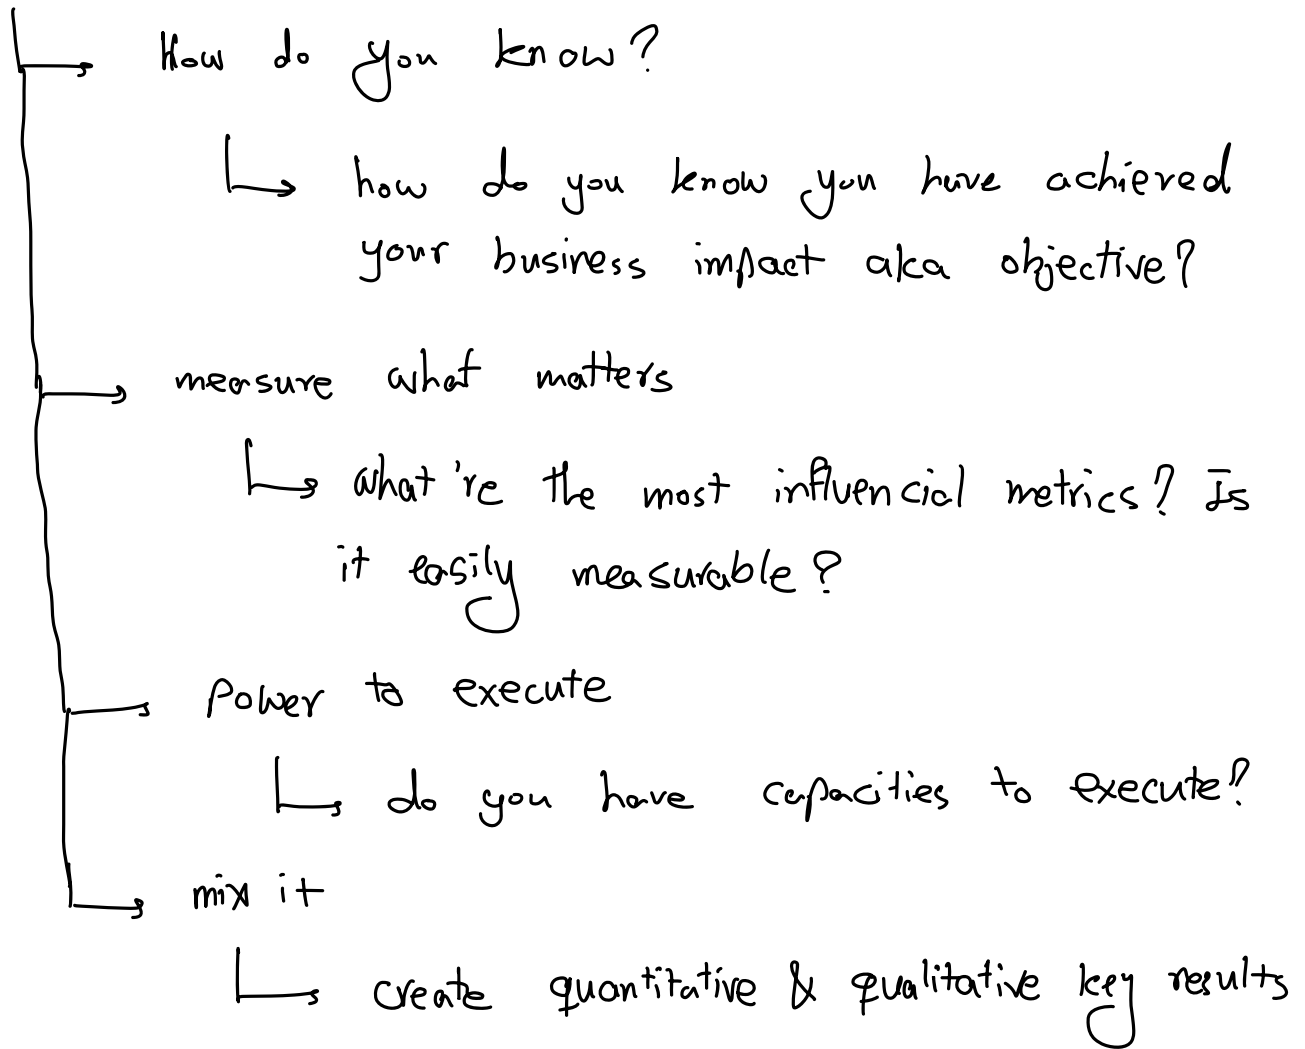 How do you know?
how do you know you have achieved
your business impact aka objective?
measure what matters
what're the most influencial metrics? Is
it easily measurable?
Power to execute
do you have capacities to execute?
mix it
create quantitative & qualitative key results